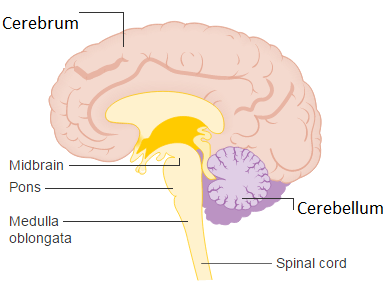 Cerebrum
Midbrain
Pons
Medulla
oblongata
Cerebellum
Spinal cord